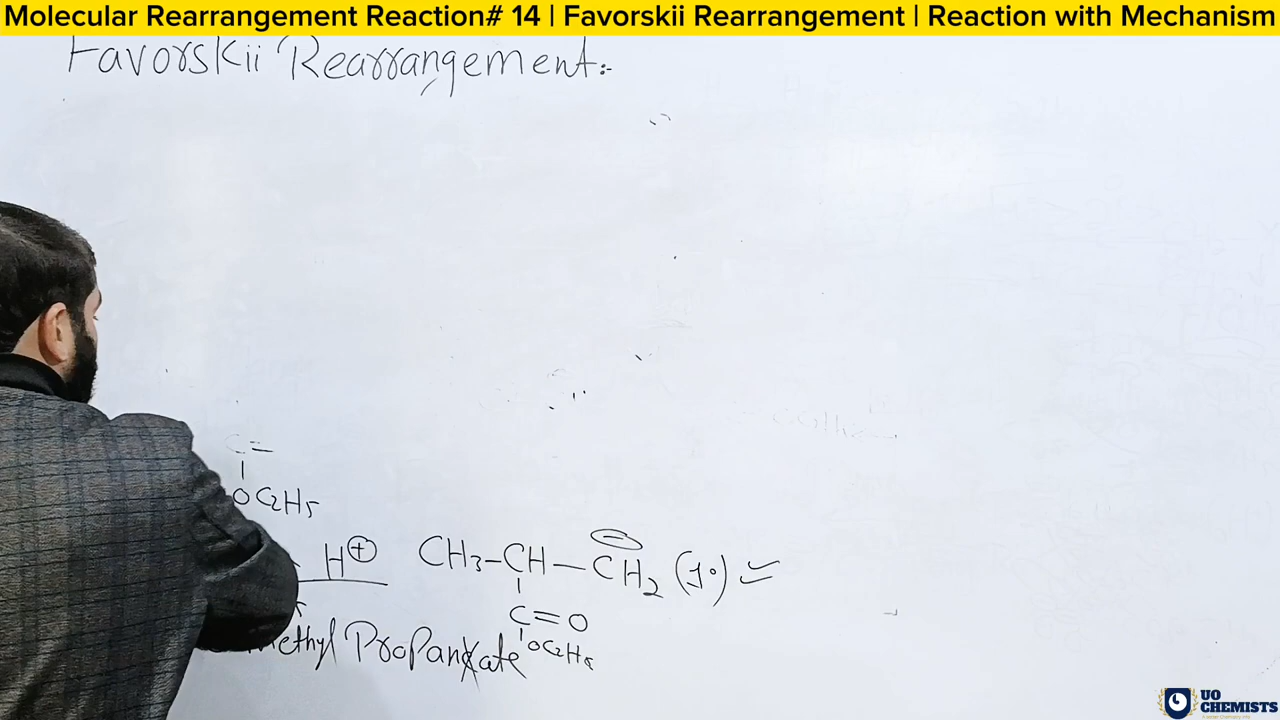 Molecular Rearrangement Reaction# 14 | Favorskii Rearrangement | Reaction with Mechanism
Favorskii Rearrangement:-
C=
OC2H5
H⊕ CH3-CH-CH2 (1°) ✓
⊖
C=O
OC2H5
methyl Propanoate
UO
CHEMISTS